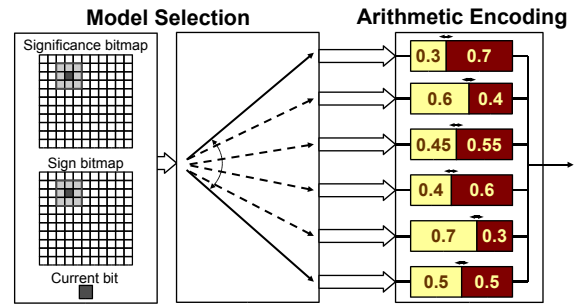 Model Selection
Arithmetic Encoding
Significance bitmap
Sign bitmap
Current bit
0.3 0.7
0.6 0.4
0.45 0.55
0.4 0.6
0.7 0.3
0.5 0.5